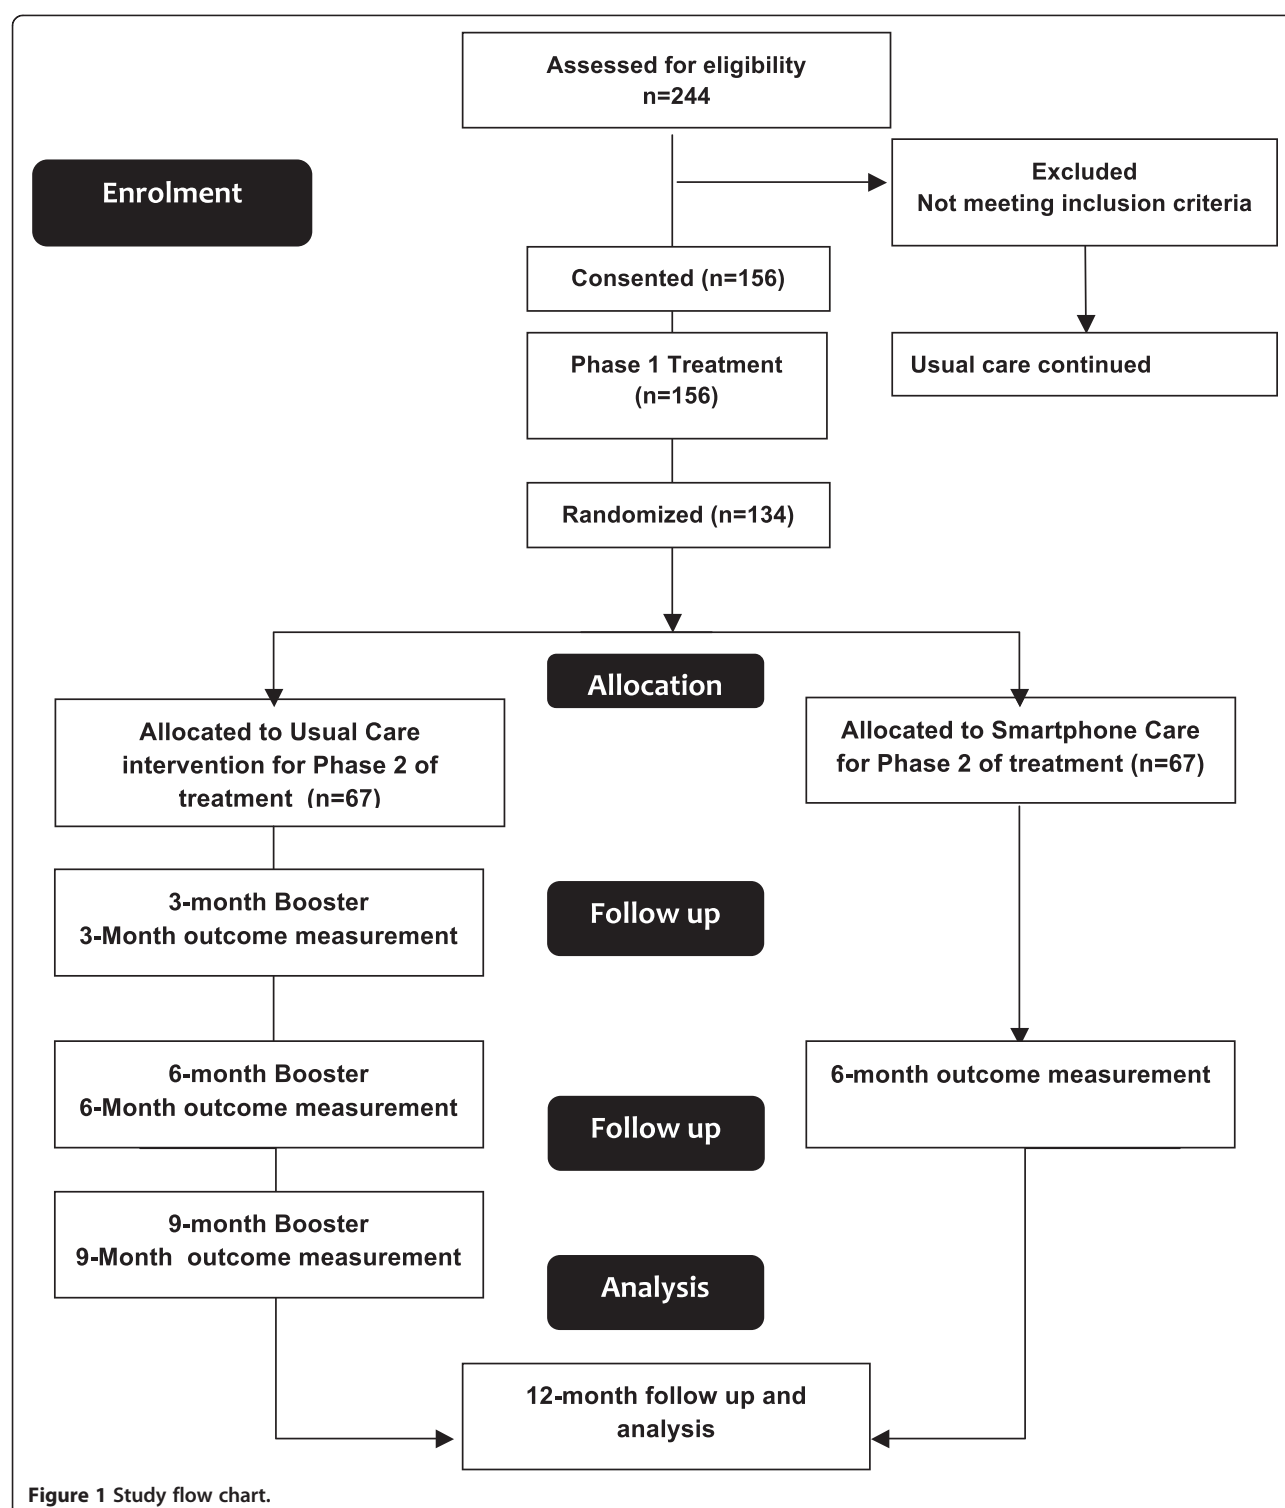 Assessed for eligibility
n=244
Enrolment
Excluded
Not meeting inclusion criteria
Consented (n=156)
Phase 1 Treatment
(n=156)
Usual care continued
Randomized (n=134)
Allocation
Allocated to Usual Care
intervention for Phase 2 of
treatment (n=67)
Allocated to Smartphone Care
for Phase 2 of treatment (n=67)
3-month Booster
3-Month outcome measurement
Follow up
6-month Booster
6-Month outcome measurement
6-month outcome measurement
Follow up
9-month Booster
9-Month outcome measurement
Analysis
12-month follow up and
analysis
Figure 1 Study flow chart.